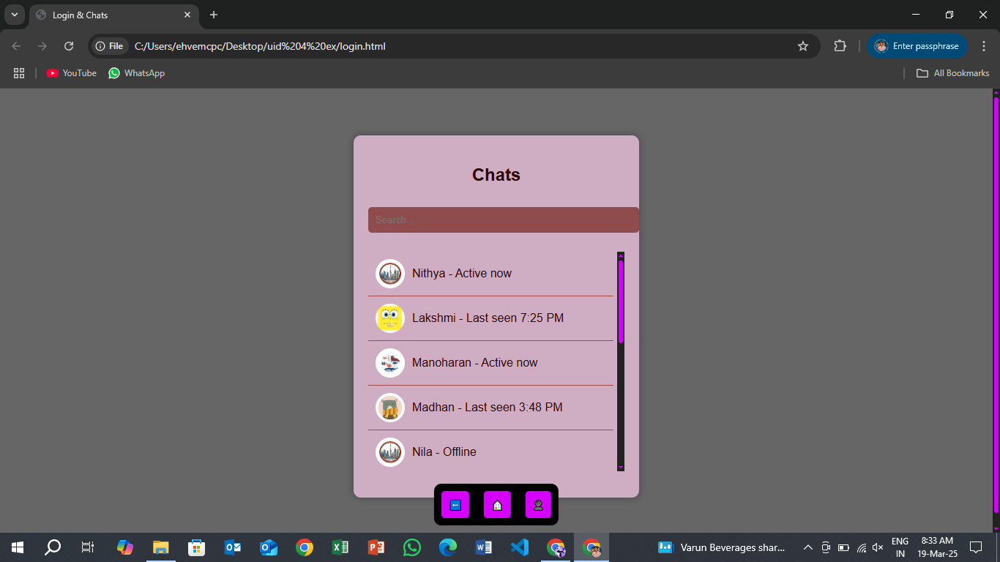 Login & Chats
File
C:/Users/ehvemcpc/Desktop/uid%204%20ex/login.html
Enter passphrase
YouTube
WhatsApp
All Bookmarks
Chats
Search...
Nithya - Active now
Lakshmi - Last seen 7:25 PM
Manoharan - Active now
Madhan - Last seen 3:48 PM
Nila - Offline
Varun Beverages shar...
ENG
IN
8:33 AM
19-Mar-25